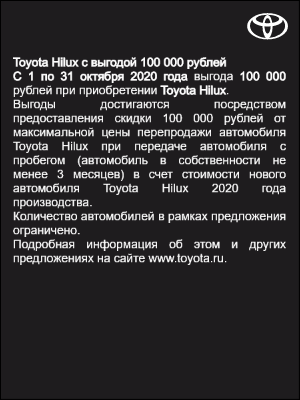 Toyota Hilux с выгодой 100 000 рублей
С 1 по 31 октября 2020 года выгода 100 000
рублей при приобретении Toyota Hilux.
Выгоды достигаются посредством
предоставления скидки 100 000 рублей от
максимальной цены перепродажи автомобиля
Toyota Hilux при передаче автомобиля с
пробегом (автомобиль в собственности не
менее 3 месяцев) в счет стоимости нового
автомобиля Toyota Hilux 2020 года
производства.
Количество автомобилей в рамках предложения
ограничено.
Подробная информация об этом и других
предложениях на сайте www.toyota.ru.